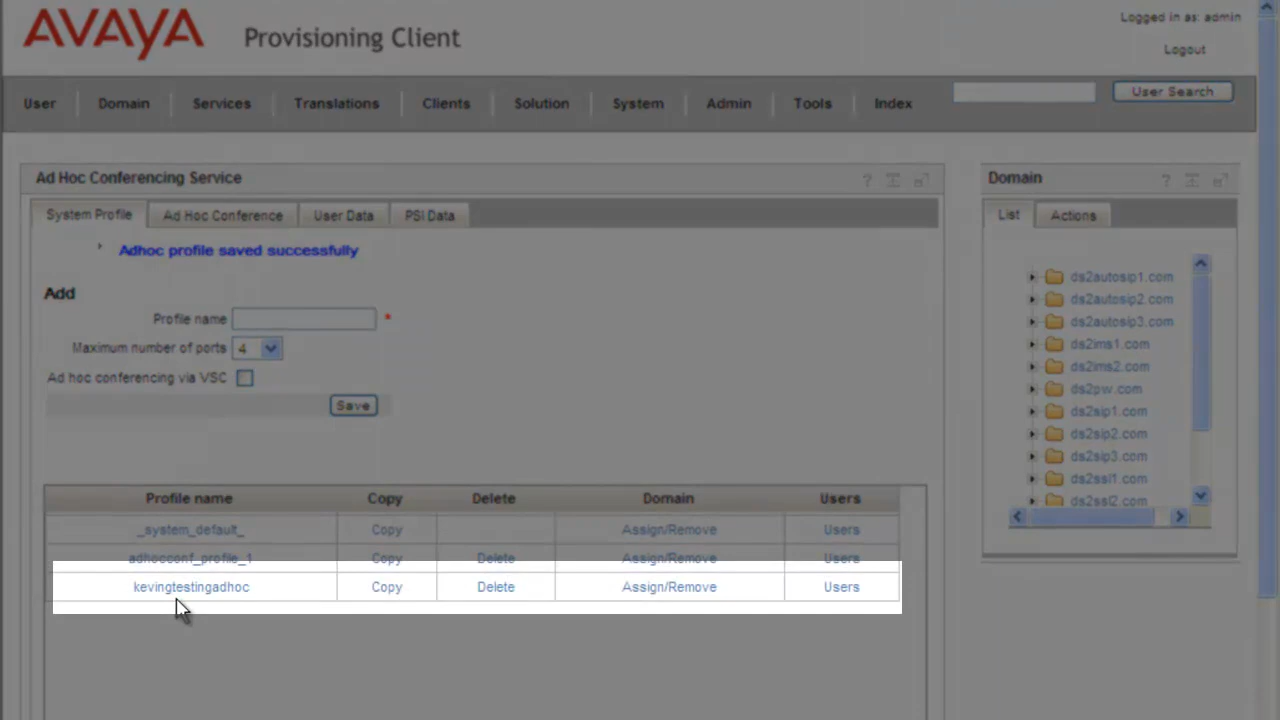 AVAYA Provisioning Client
Logged in as: admin
Logout
User Domain Services Translations Clients Solution System Admin Tools Index User Search
Ad Hoc Conferencing Service ?
System Profile Ad Hoc Conference User Data PSI Data
Adhoc profile saved successfully
Add
Profile name *
Maximum number of ports 4
Ad hoc conferencing via VSC
Save
Profile name Copy Delete Domain Users
_system_default_ Copy Assign/Remove Users
adhocconf_profile_1 Copy Delete Assign/Remove Users
kevingtestingadhoc Copy Delete Assign/Remove Users
Domain ?
List Actions
ds2autosip1.com
ds2autosip2.com
ds2autosip3.com
ds2ims1.com
ds2ims2.com
ds2pw.com
ds2sip1.com
ds2sip2.com
ds2sip3.com
ds2ssl1.com
ds2ssl2.com